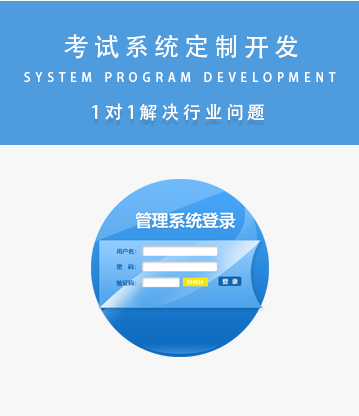 考试系统定制开发
SYSTEM PROGRAM DEVELOPMENT
1对1解决行业问题
管理系统登录
用户名：
密 码：
验证码：
登 录